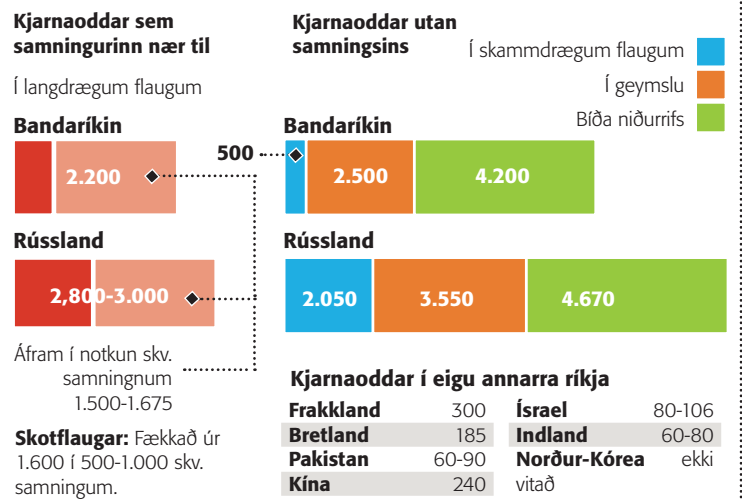 Kjarnaoddar sem
samningurinn nær til
Í langdrægum flaugum
Bandaríkin
2.200
Rússland
2,800-3.000
Áfram í notkun skv.
samningnum
1.500-1.675
Skotflaugar: Fækkað úr
1.600 í 500-1.000 skv.
samningum.
Kjarnaoddar utan
samningsins
Í skammdrægum flaugum
Í geymslu
Bíða niðurrifs
Bandaríkin
500
2.500
4.200
Rússland
2.050
3.550
4.670
Kjarnaoddar í eigu annarra ríkja
Frakkland 300
Bretland 185
Pakistan 60-90
Kína 240
Ísrael 80-106
Indland 60-80
Norður-Kórea ekki
vitað